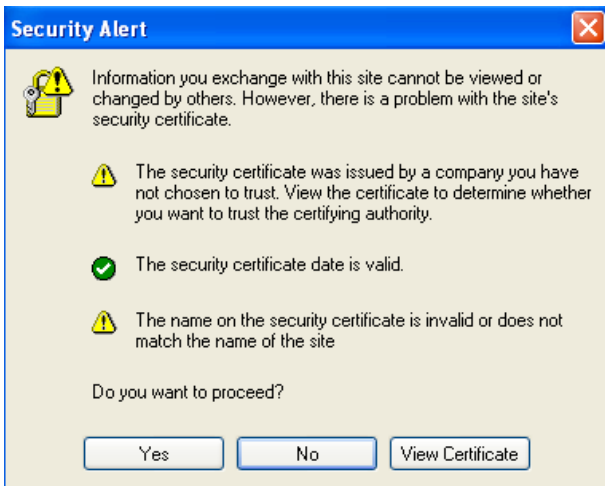 Security Alert
Information you exchange with this site cannot be viewed or
changed by others. However, there is a problem with the site's
security certificate.
The security certificate was issued by a company you have
not chosen to trust. View the certificate to determine whether
you want to trust the certifying authority.
The security certificate date is valid.
The name on the security certificate is invalid or does not
match the name of the site
Do you want to proceed?
Yes
No
View Certificate